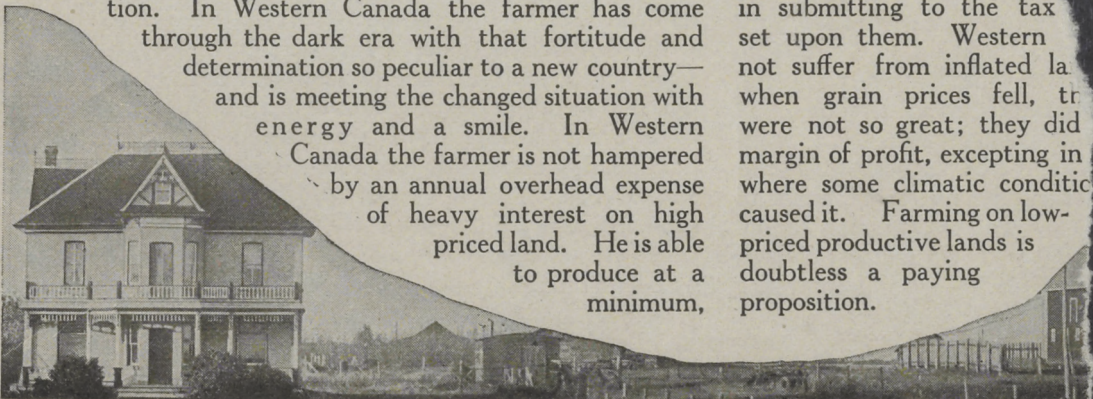 tion. In Western Canada the farmer has come
through the dark era with that fortitude and
determination so peculiar to a new country—
and is meeting the changed situation with
energy and a smile. In Western
Canada the farmer is not hampered
by an annual overhead expense
of heavy interest on high
priced land. He is able
to produce at a
minimum,
in submitting to the tax
set upon them. Western
not suffer from inflated la
when grain prices fell, tr
were not so great; they did
margin of profit, excepting in
where some climatic conditic
caused it. Farming on low-
priced productive lands is
doubtless a paying
proposition.